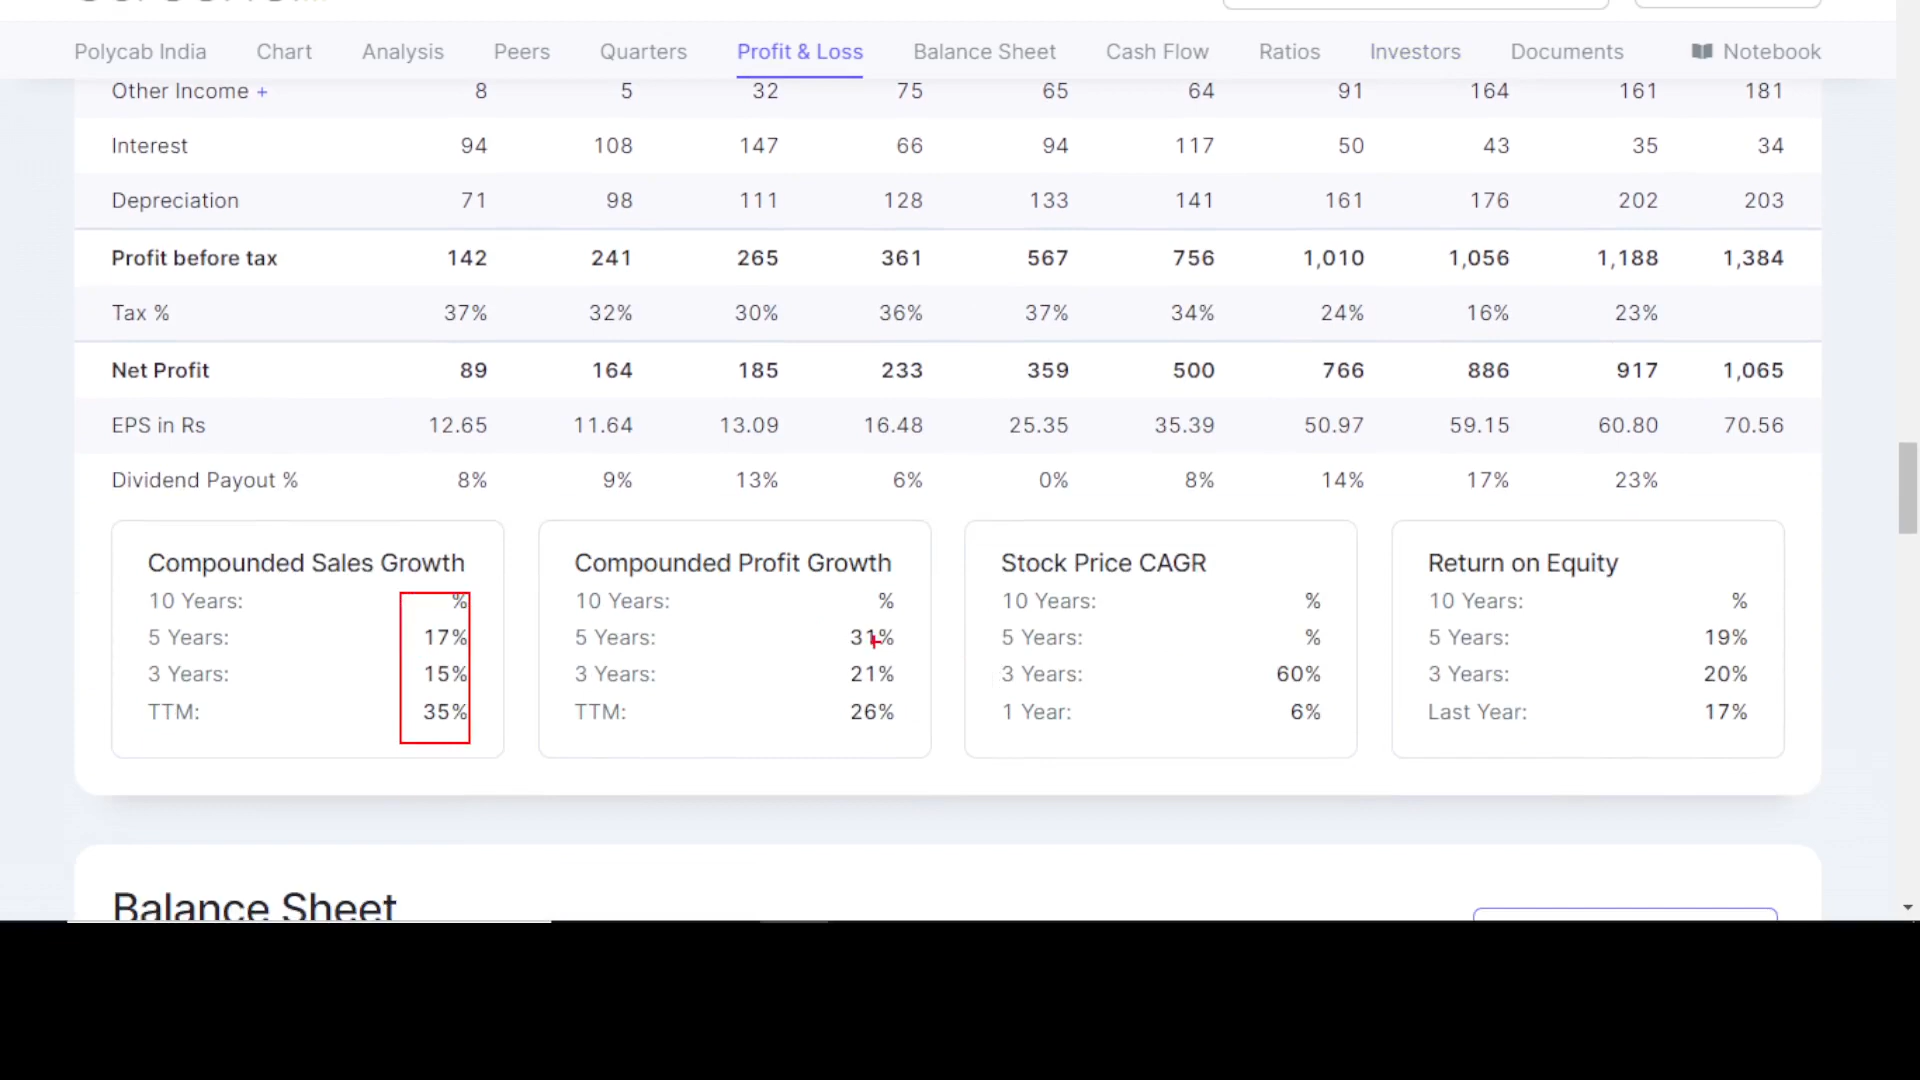 Polycab India Chart Analysis Peers Quarters Profit & Loss Balance Sheet Cash Flow Ratios Investors Documents Notebook
Other Income + 8 5 32 75 65 64 91 164 161 181
Interest 94 108 147 66 94 117 50 43 35 34
Depreciation 71 98 111 128 133 141 161 176 202 203
Profit before tax 142 241 265 361 567 756 1,010 1,056 1,188 1,384
Tax % 37% 32% 30% 36% 37% 34% 24% 16% 23%
Net Profit 89 164 185 233 359 500 766 886 917 1,065
EPS in Rs 12.65 11.64 13.09 16.48 25.35 35.39 50.97 59.15 60.80 70.56
Dividend Payout % 8% 9% 13% 6% 0% 8% 14% 17% 23%
Compounded Sales Growth
10 Years: %
5 Years: 17%
3 Years: 15%
TTM: 35%
Compounded Profit Growth
10 Years: %
5 Years: 31%
3 Years: 21%
TTM: 26%
Stock Price CAGR
10 Years: %
5 Years: %
3 Years: 60%
1 Year: 6%
Return on Equity
10 Years: %
5 Years: 19%
3 Years: 20%
Last Year: 17%
Balance Sheet